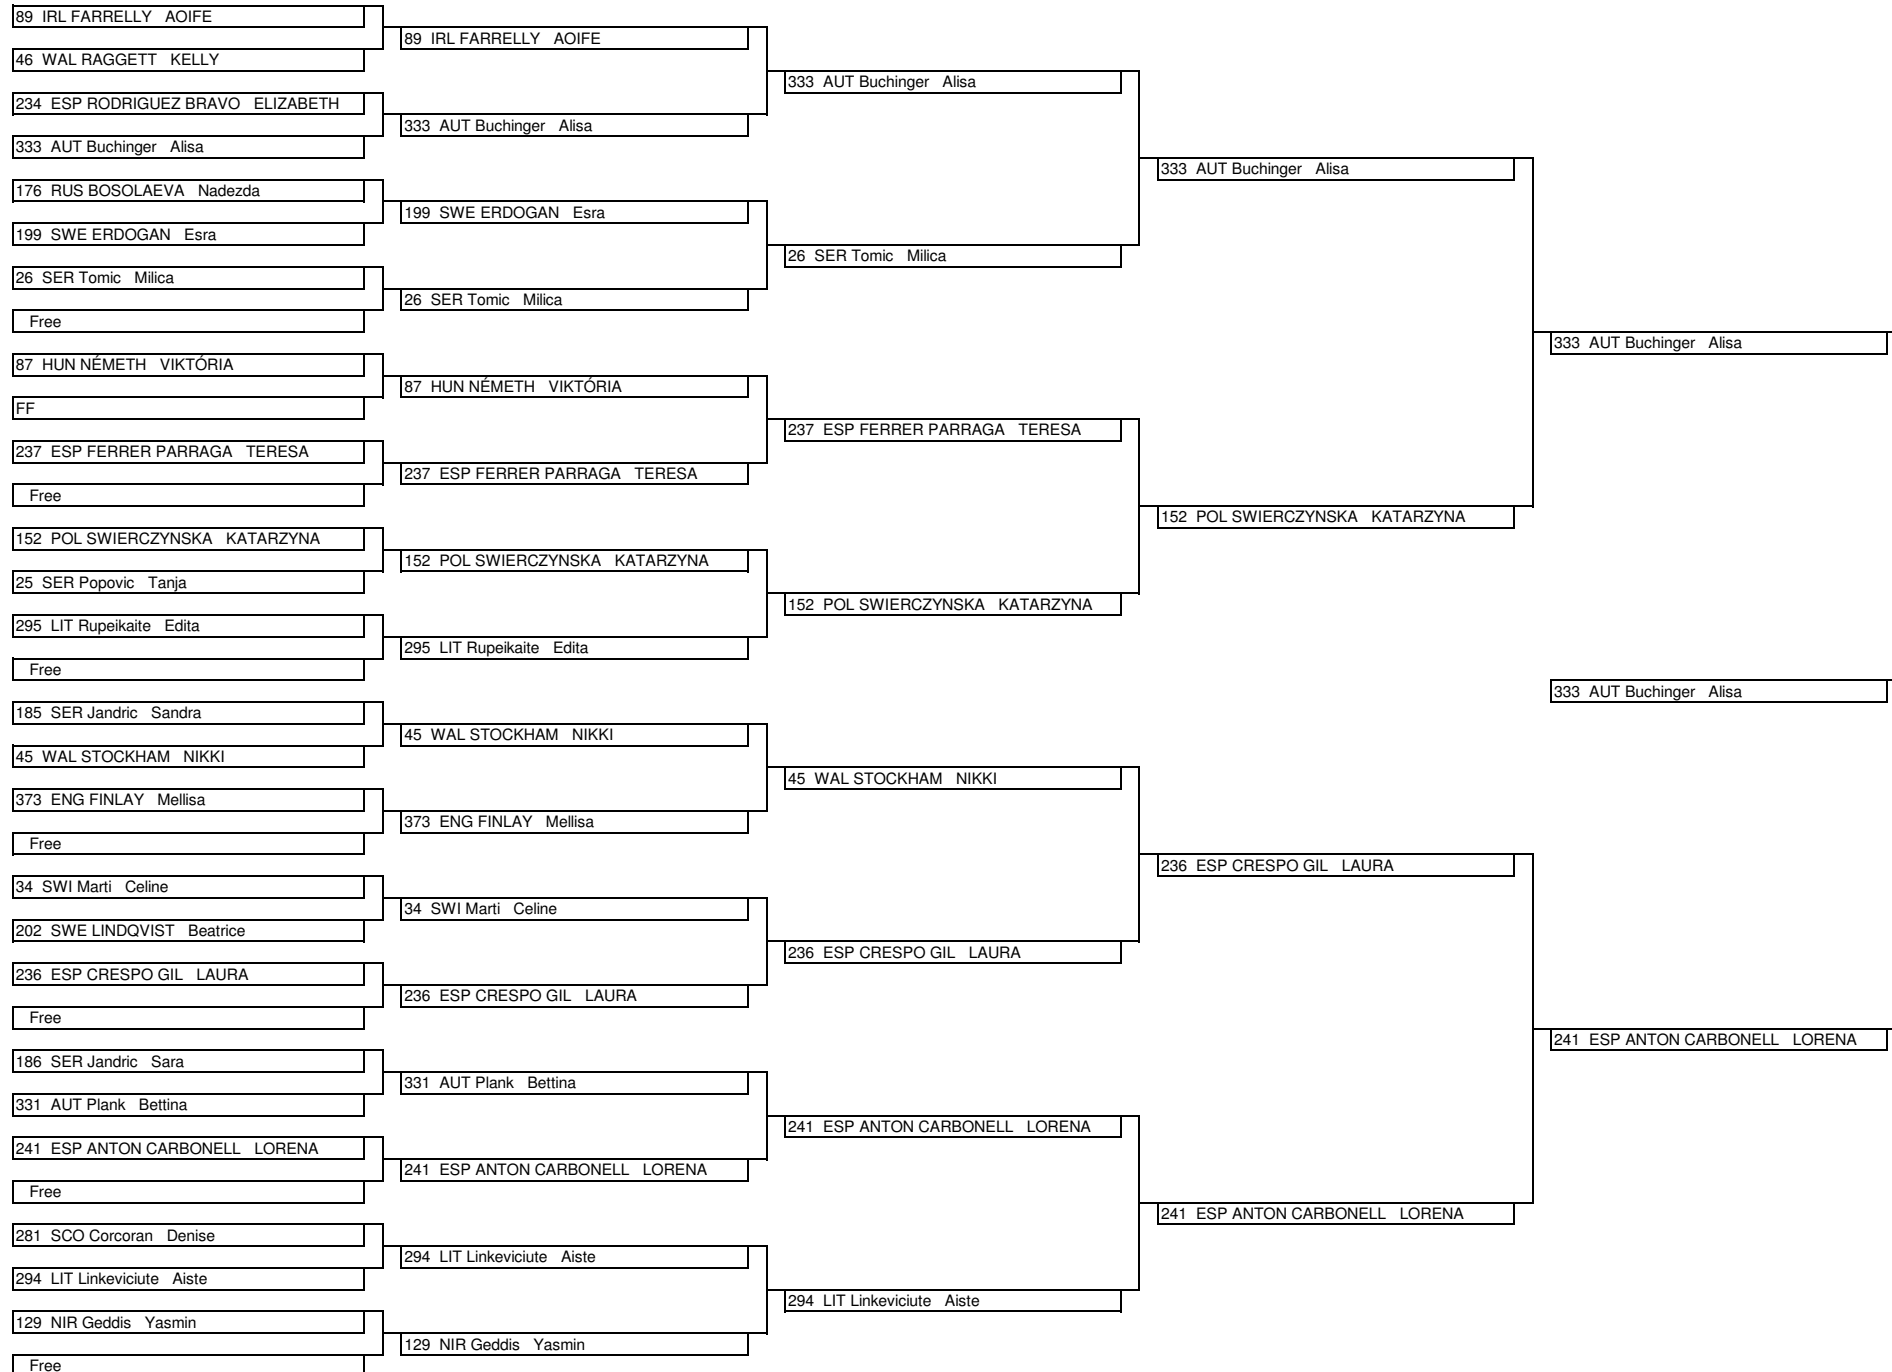 89 IRL FARRELLY AOIFE
46 WAL RAGGETT KELLY
234 ESP RODRIGUEZ BRAVO ELIZABETH
333 AUT Buchinger Alisa
176 RUS BOSOLAEVA Nadezda
199 SWE ERDOGAN Esra
26 SER Tomic Milica
Free
87 HUN NÉMETH VIKTÓRIA
FF
237 ESP FERRER PARRAGA TERESA
Free
152 POL SWIERCZYNSKA KATARZYNA
25 SER Popovic Tanja
295 LIT Rupeikaite Edita
Free
185 SER Jandric Sandra
45 WAL STOCKHAM NIKKI
373 ENG FINLAY Mellisa
Free
34 SWI Marti Celine
202 SWE LINDQVIST Beatrice
236 ESP CRESPO GIL LAURA
Free
186 SER Jandric Sara
331 AUT Plank Bettina
241 ESP ANTON CARBONELL LORENA
Free
281 SCO Corcoran Denise
294 LIT Linkeviciute Aiste
129 NIR Geddis Yasmin
Free
89 IRL FARRELLY AOIFE
333 AUT Buchinger Alisa
199 SWE ERDOGAN Esra
26 SER Tomic Milica
87 HUN NÉMETH VIKTÓRIA
237 ESP FERRER PARRAGA TERESA
152 POL SWIERCZYNSKA KATARZYNA
295 LIT Rupeikaite Edita
45 WAL STOCKHAM NIKKI
373 ENG FINLAY Mellisa
34 SWI Marti Celine
236 ESP CRESPO GIL LAURA
331 AUT Plank Bettina
241 ESP ANTON CARBONELL LORENA
294 LIT Linkeviciute Aiste
129 NIR Geddis Yasmin
333 AUT Buchinger Alisa
26 SER Tomic Milica
237 ESP FERRER PARRAGA TERESA
152 POL SWIERCZYNSKA KATARZYNA
45 WAL STOCKHAM NIKKI
236 ESP CRESPO GIL LAURA
241 ESP ANTON CARBONELL LORENA
294 LIT Linkeviciute Aiste
333 AUT Buchinger Alisa
152 POL SWIERCZYNSKA KATARZYNA
236 ESP CRESPO GIL LAURA
241 ESP ANTON CARBONELL LORENA
333 AUT Buchinger Alisa
333 AUT Buchinger Alisa
241 ESP ANTON CARBONELL LORENA